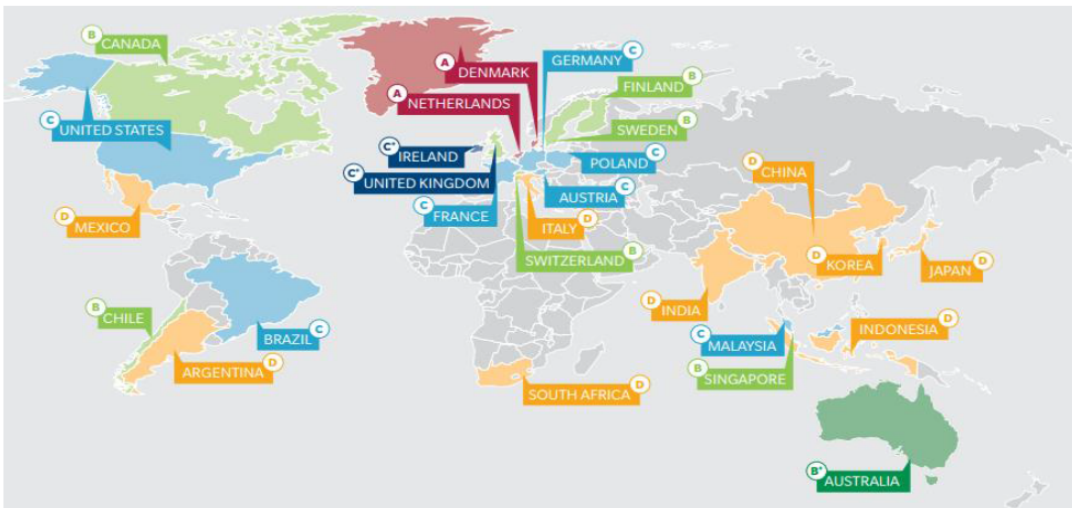 B CANADA
C UNITED STATES
D MEXICO
B CHILE
D ARGENTINA
C BRAZIL
A DENMARK
A NETHERLANDS
C+ IRELAND
C+ UNITED KINGDOM
C FRANCE
GERMANY C
FINLAND B
SWEDEN B
POLAND C
AUSTRIA C
ITALY D
SWITZERLAND B
SOUTH AFRICA D
D CHINA
D KOREA
JAPAN D
D INDIA
C MALAYSIA
B SINGAPORE
INDONESIA D
B+ AUSTRALIA